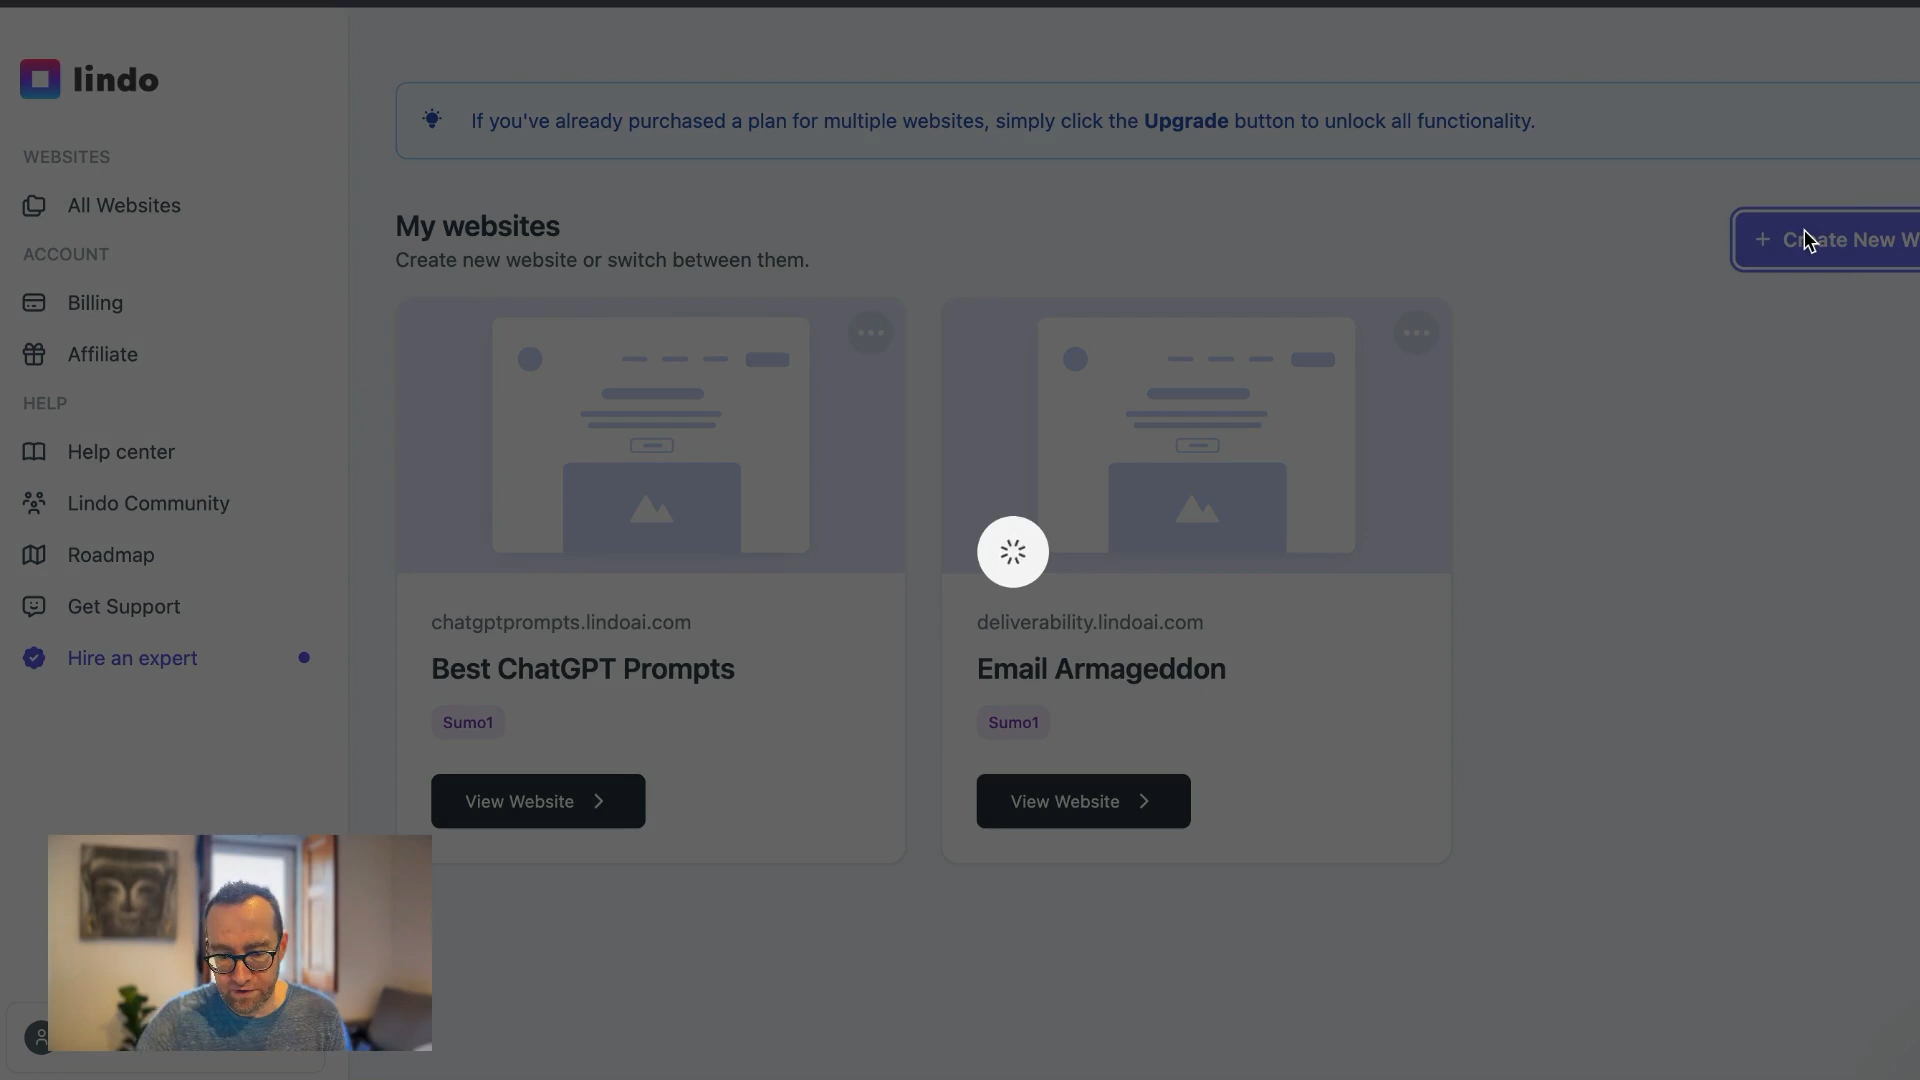 lindo
If you've already purchased a plan for multiple websites, simply click the Upgrade button to unlock all functionality.
WEBSITES
All Websites
ACCOUNT
Billing
Affiliate
HELP
Help center
Lindo Community
Roadmap
Get Support
Hire an expert
My websites
Create new website or switch between them.
+ Create New W
chatgptprompts.lindoai.com
Best ChatGPT Prompts
Sumo1
View Website
deliverability.lindoai.com
Email Armageddon
Sumo1
View Website